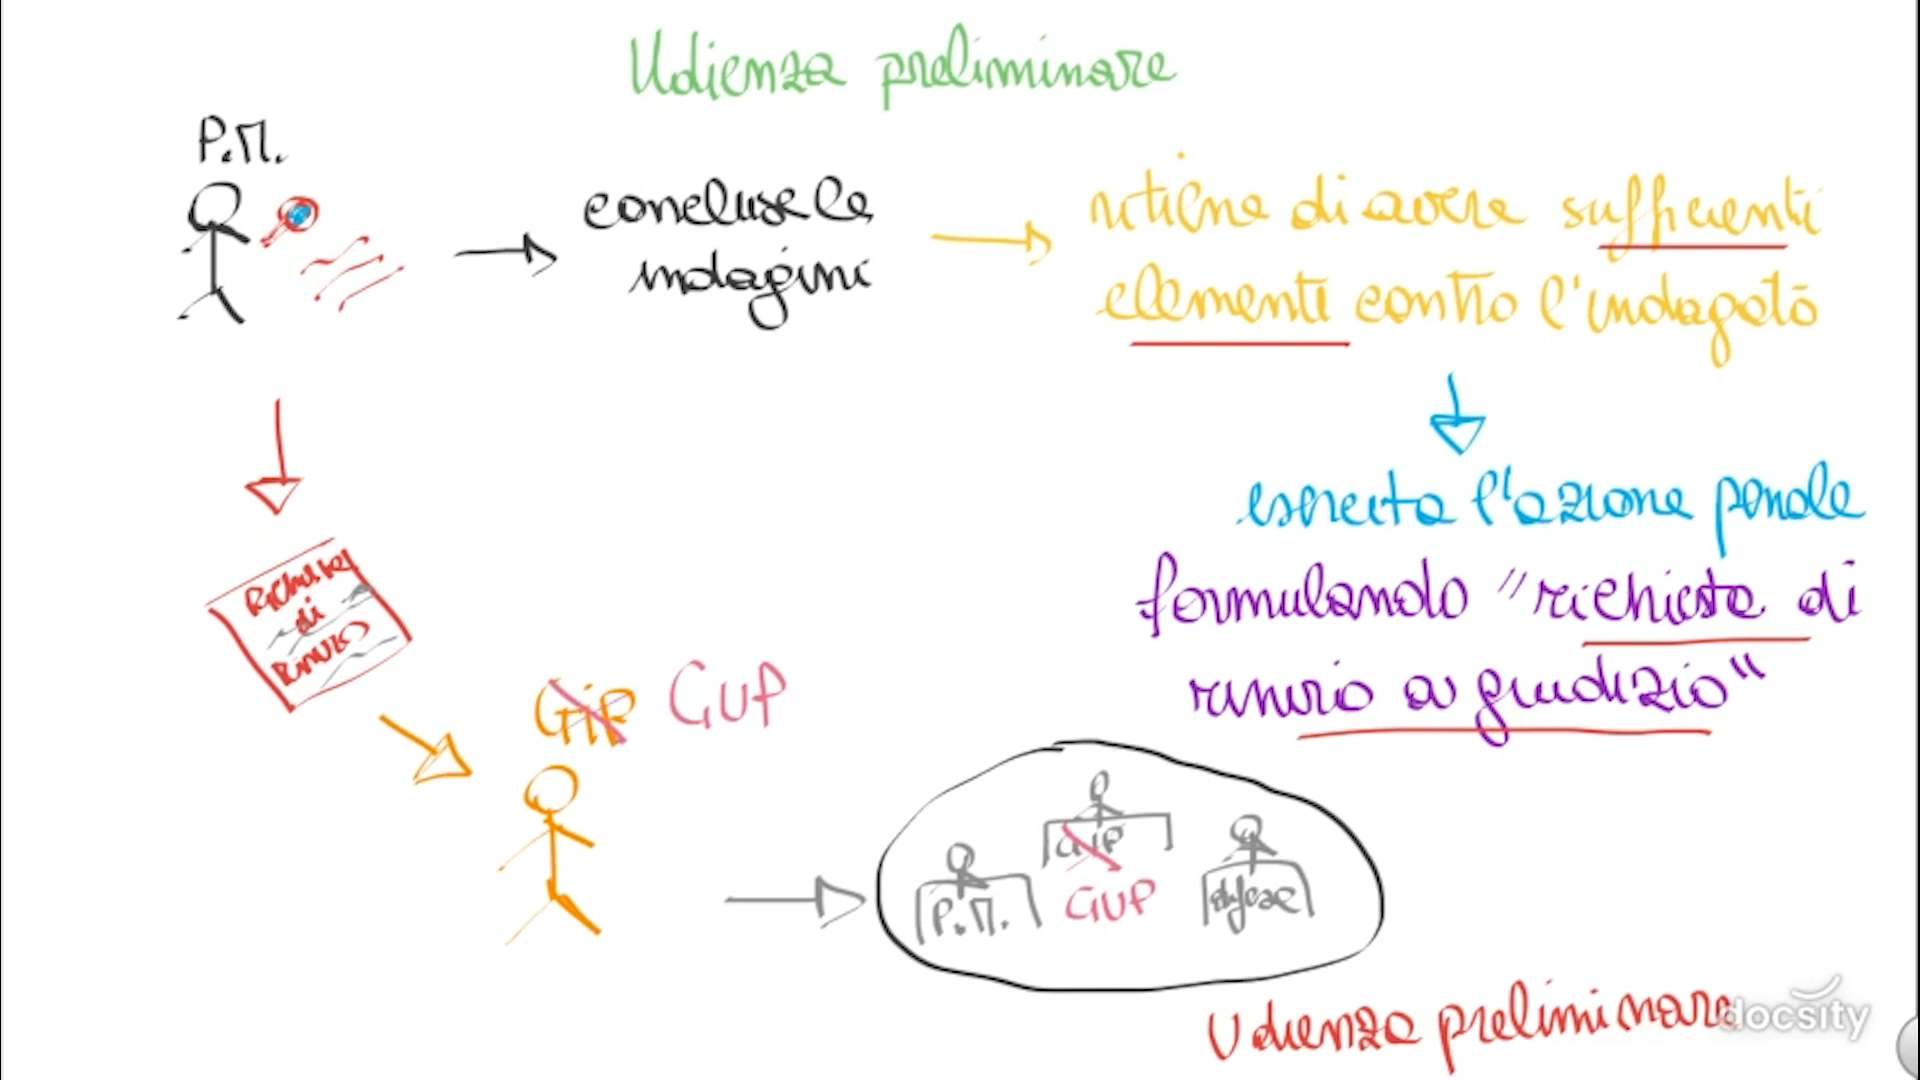 Udienza preliminare
P.M.
concluse le
indagini
ritiene di avere sufficienti
elementi contro l'indagato
esercita l'azione penale
formulando "richiesta di
rinvio a giudizio"
Richiesta
di
Rinvio
GIP GUP
GIP
P.M.
GUP
difese
Udienza preliminare
docsity